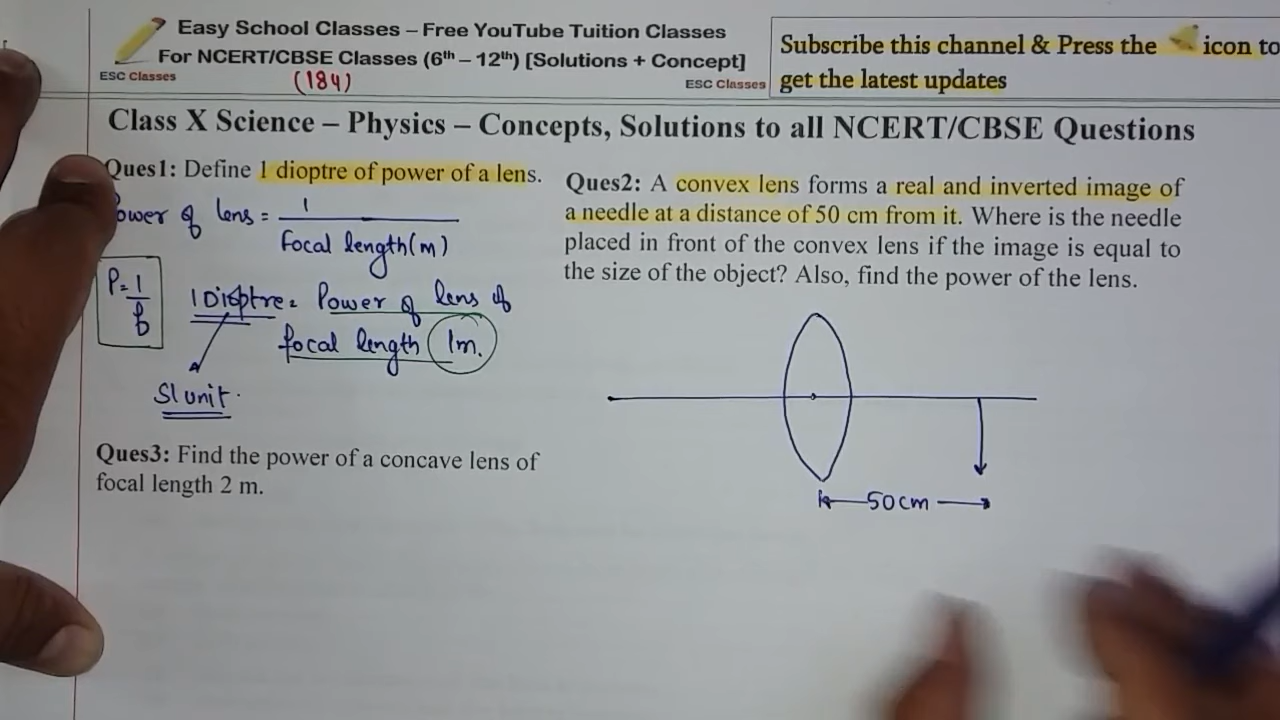 Easy School Classes – Free YouTube Tuition Classes
For NCERT/CBSE Classes (6th – 12th) [Solutions + Concept]
ESC Classes
(184)
ESC Classes
Subscribe this channel & Press the icon to
get the latest updates
Class X Science – Physics – Concepts, Solutions to all NCERT/CBSE Questions
Ques1: Define 1 dioptre of power of a lens.
Power of lens = 1
Focal length(m)
P = 1
f
1 Dioptre = Power of lens of
focal length 1m.
SI unit.
Ques3: Find the power of a concave lens of
focal length 2 m.
Ques2: A convex lens forms a real and inverted image of
a needle at a distance of 50 cm from it. Where is the needle
placed in front of the convex lens if the image is equal to
the size of the object? Also, find the power of the lens.
50cm